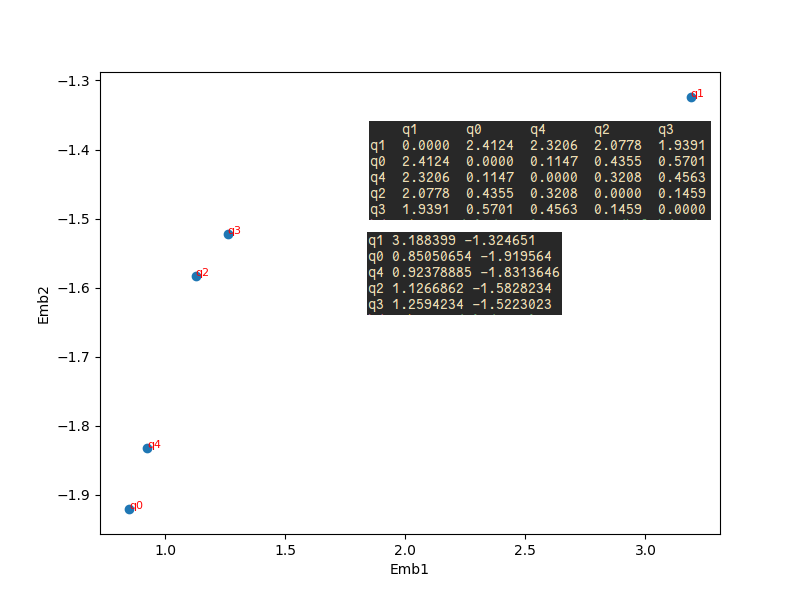 −1.3
q1
q1 q0 q4 q2 q3
q1 0.0000 2.4124 2.3206 2.0778 1.9391
−1.4
q0 2.4124 0.0000 0.1147 0.4355 0.5701
q4 2.3206 0.1147 0.0000 0.3208 0.4563
q2 2.0778 0.4355 0.3208 0.0000 0.1459
q3 1.9391 0.5701 0.4563 0.1459 0.0000
−1.5
q3
q1 3.188399 -1.324651
q0 0.85050654 -1.919564
q4 0.92378885 -1.8313646
q2 1.1266862 -1.5828234
q3 1.2594234 -1.5223023
q2
−1.6
Emb2
−1.7
−1.8
q4
−1.9
q0
1.0 1.5 2.0 2.5 3.0
Emb1